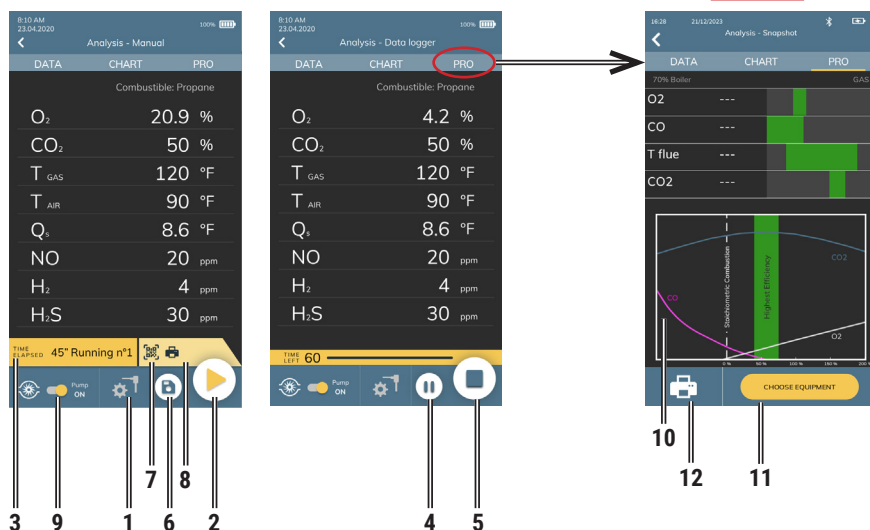 8:10 AM
23.04.2020
100%
Analysis - Manual
DATA CHART PRO
Combustible: Propane
O₂ 20.9 %
CO₂ 50 %
T GAS 120 °F
T AIR 90 °F
Qs 8.6 °F
NO 20 ppm
H₂ 4 ppm
H₂S 30 ppm
TIME ELAPSED 45" Running n°1
Pump ON
8:10 AM
23.04.2020
100%
Analysis - Data logger
DATA CHART PRO
Combustible: Propane
O₂ 4.2 %
CO₂ 50 %
T GAS 120 °F
T AIR 90 °F
Qs 8.6 °F
NO 20 ppm
H₂ 4 ppm
H₂S 30 ppm
TIME LEFT 60
Pump ON
16:28 21/12/2023
Analysis - Snapshot
DATA CHART PRO
70% Boiler GAS
O2 ---
CO ---
T flue ---
CO2 ---
Stoichiometric Combustion
Highest Efficiency
CO2
CO
O2
0 % 50 % 100 % 150 % 200 %
CHOOSE EQUIPMENT
7 8
10 12 11
3 9 1 6 2 4 5